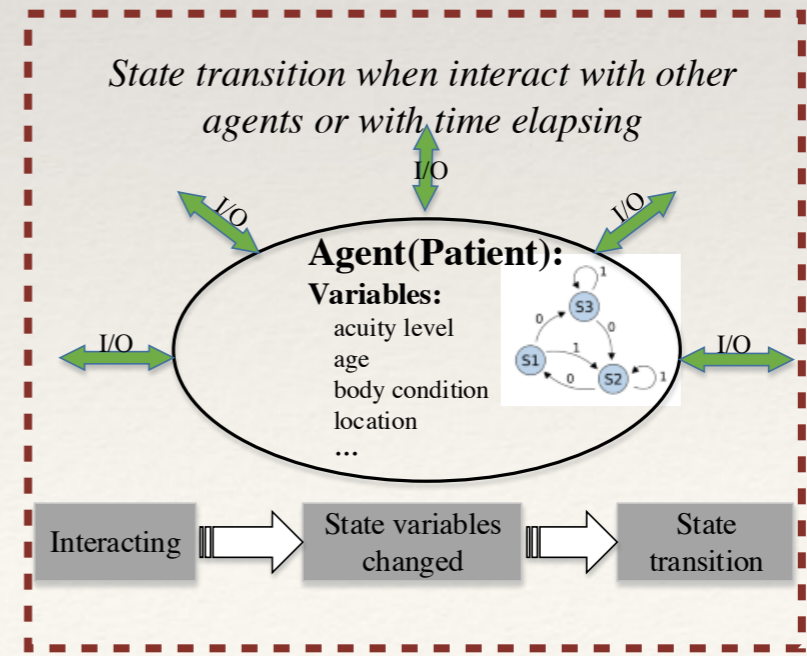 State transition when interact with other
agents or with time elapsing
I/O
I/O
I/O
Agent(Patient):
Variables:
acuity level
age
body condition
location
...
1
S3
0
0
S1
1
S2
1
0
I/O
I/O
Interacting
State variables
changed
State
transition